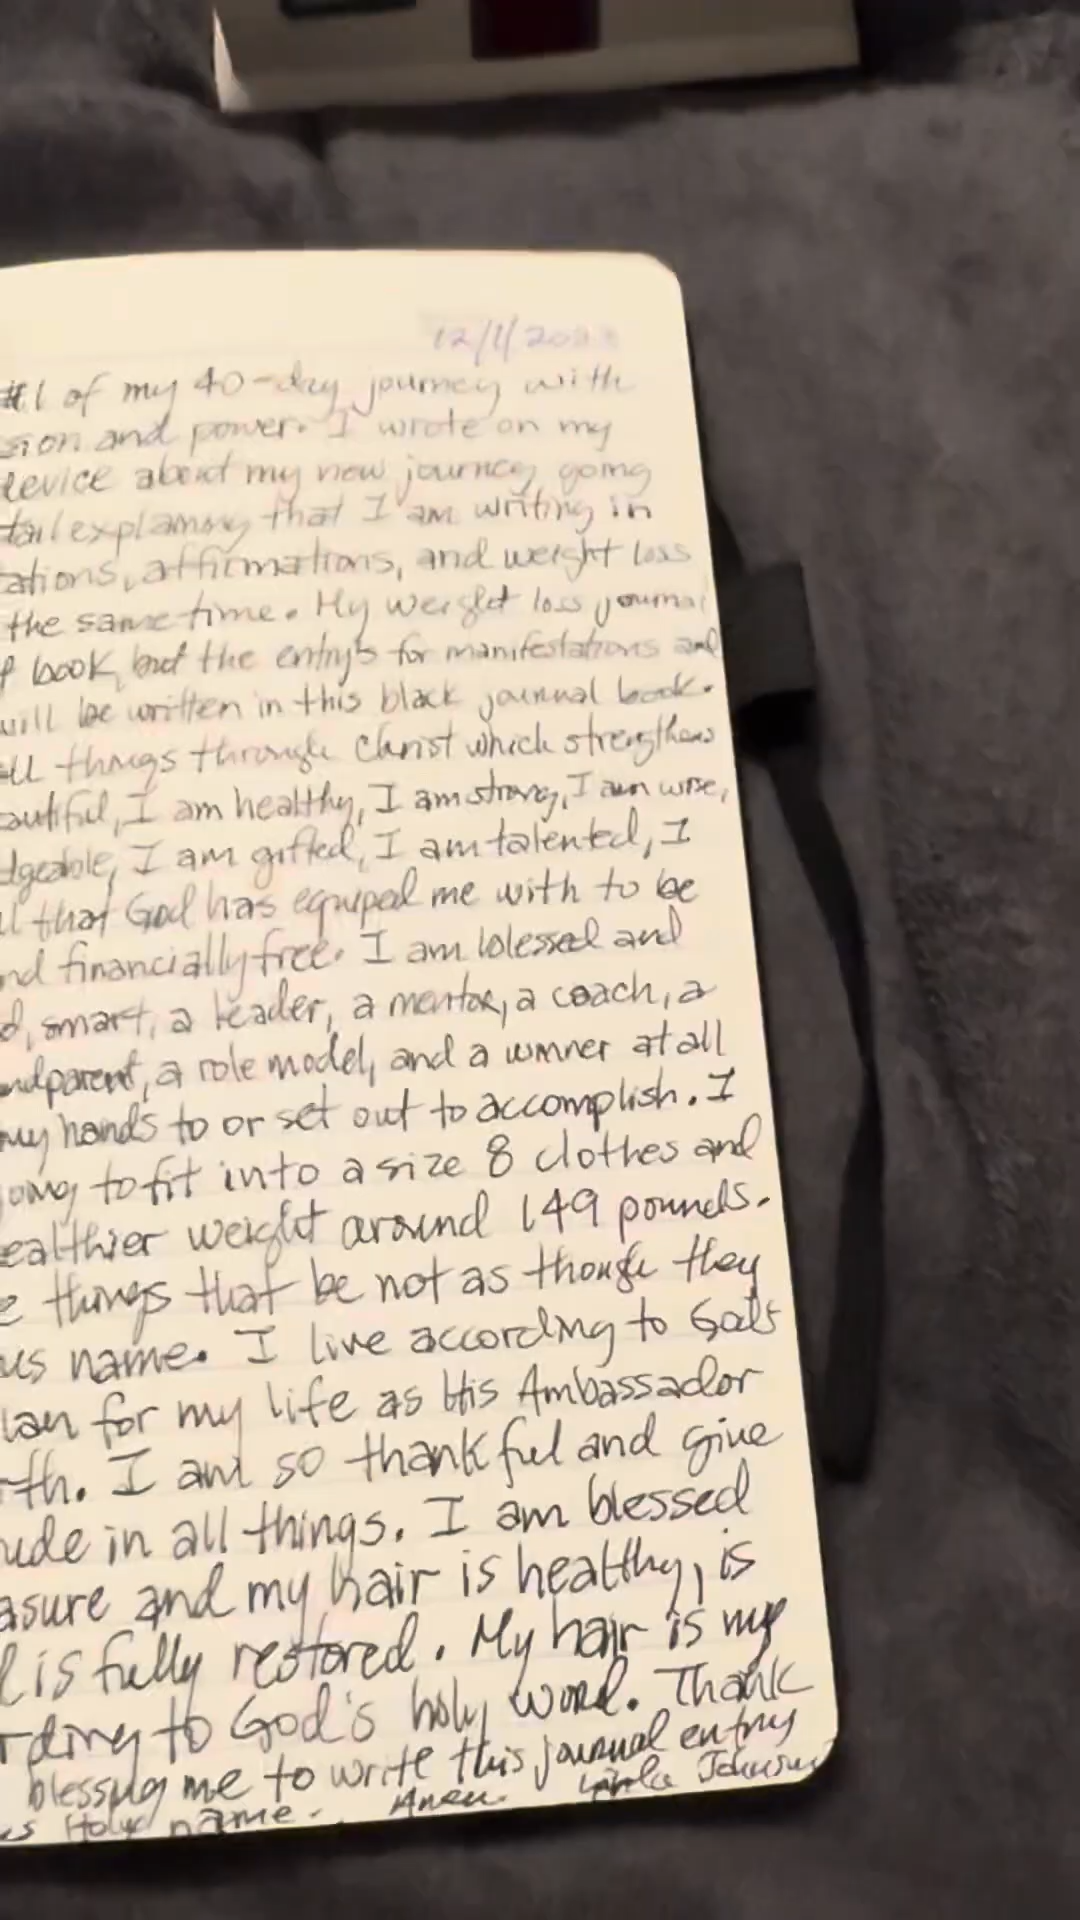 12/1/202
#1 of my 40-day journey with
sion and power. I wrote on my
device about my new journey going
tail explaining that I am writing in
ations, affirmations, and weight loss
the same time. My weight loss journal
f book, but the entry's for manifestations and
will be written in this black journal book.
all things through Christ which strengthens
autiful, I am healthy, I am strong, I am wise,
dgeable, I am gifted, I am talented, I
ll that God has equiped me with to be
nd financially free. I am blessed and
d, smart, a leader, a mentor, a coach, a
ndparent, a role model, and a winner at all
my hands to or set out to accomplish. I
going to fit into a size 8 clothes and
ealthier weight around 149 pounds.
e things that be not as though they
us name. I live according to God's
lan for my life as His Ambassador
rth. I am so thankful and give
ude in all things. I am blessed
asure and my hair is healthy, is
l is fully restored. My hair is my
rding to God's holy word. Thank
blessing me to write this journal entry
s Holy name. Amen. Johnson